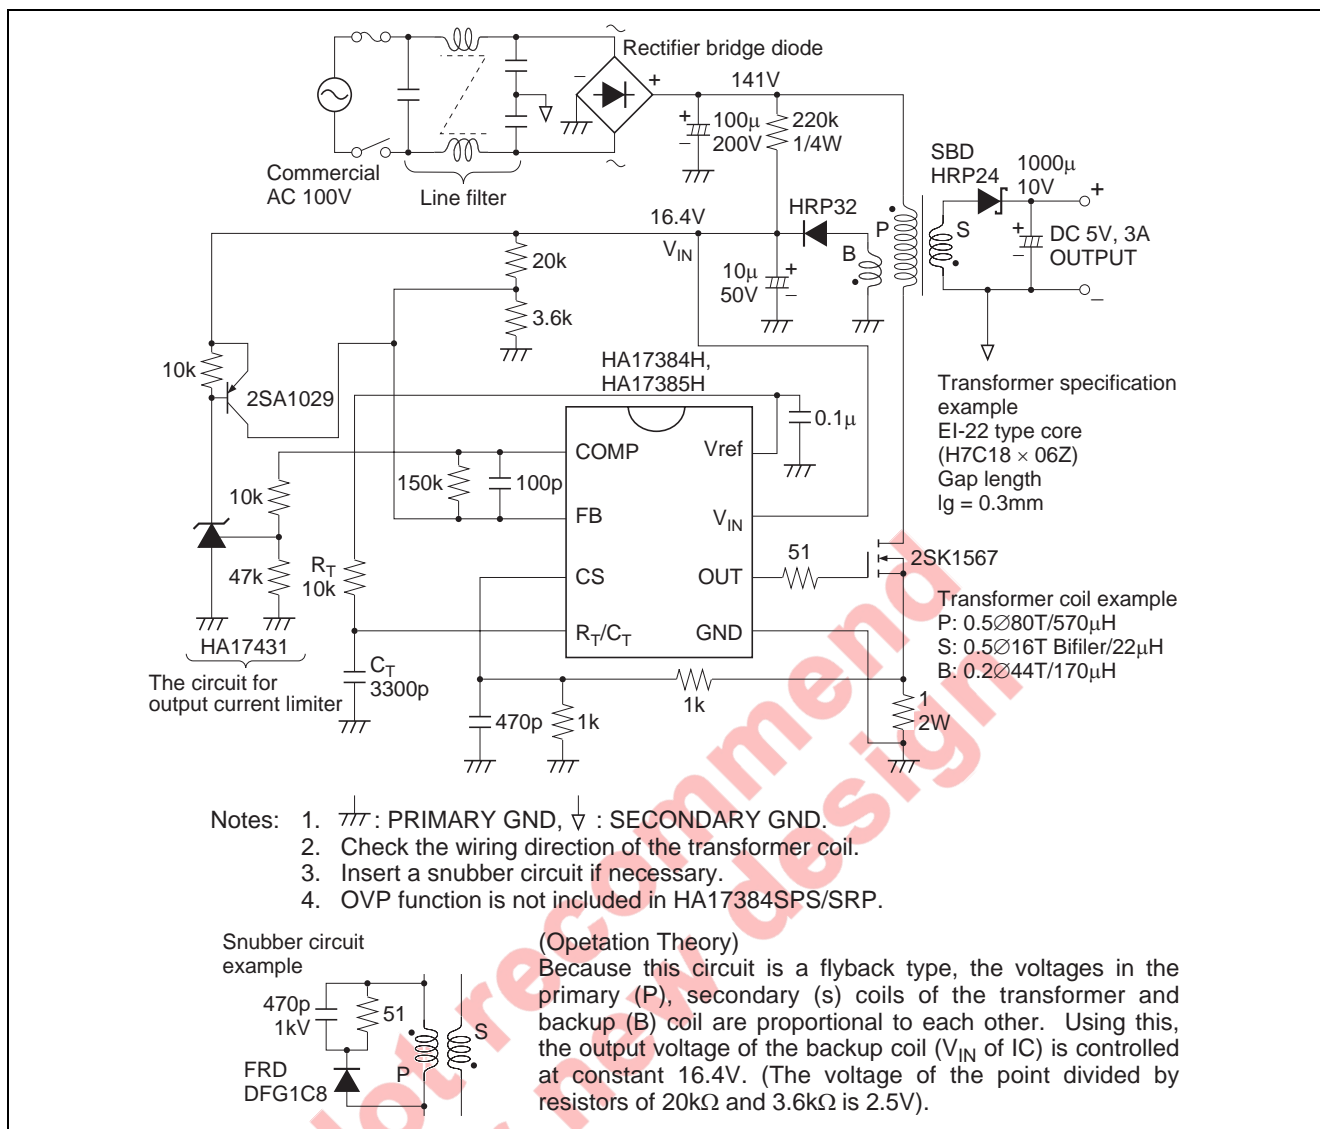 Rectifier bridge diode
141V
100μ
200V
220k
1/4W
Commercial
AC 100V
Line filter
SBD
HRP24
1000μ
10V
HRP32
16.4V
VIN
P
S
B
DC 5V, 3A
OUTPUT
20k
10μ
50V
3.6k
10k
2SA1029
HA17384H,
HA17385H
Transformer specification
example
EI-22 type core
(H7C18 × 06Z)
Gap length
lg = 0.3mm
0.1μ
COMP
Vref
150k
100p
10k
FB
VIN
51
2SK1567
47k
RT
10k
CS
OUT
Transformer coil example
P: 0.5∅80T/570μH
S: 0.5∅16T Bifiler/22μH
B: 0.2∅44T/170μH
HA17431
RT/CT
GND
The circuit for
output current limiter
CT
3300p
1k
470p
1k
1
2W
Notes: 1. : PRIMARY GND, : SECONDARY GND.
2. Check the wiring direction of the transformer coil.
3. Insert a snubber circuit if necessary.
4. OVP function is not included in HA17384SPS/SRP.
Snubber circuit
example
470p
1kV
51
P
S
FRD
DFG1C8
(Opetation Theory)
Because this circuit is a flyback type, the voltages in the
primary (P), secondary (s) coils of the transformer and
backup (B) coil are proportional to each other. Using this,
the output voltage of the backup coil (VIN of IC) is controlled
at constant 16.4V. (The voltage of the point divided by
resistors of 20kΩ and 3.6kΩ is 2.5V).
not recommend
new design